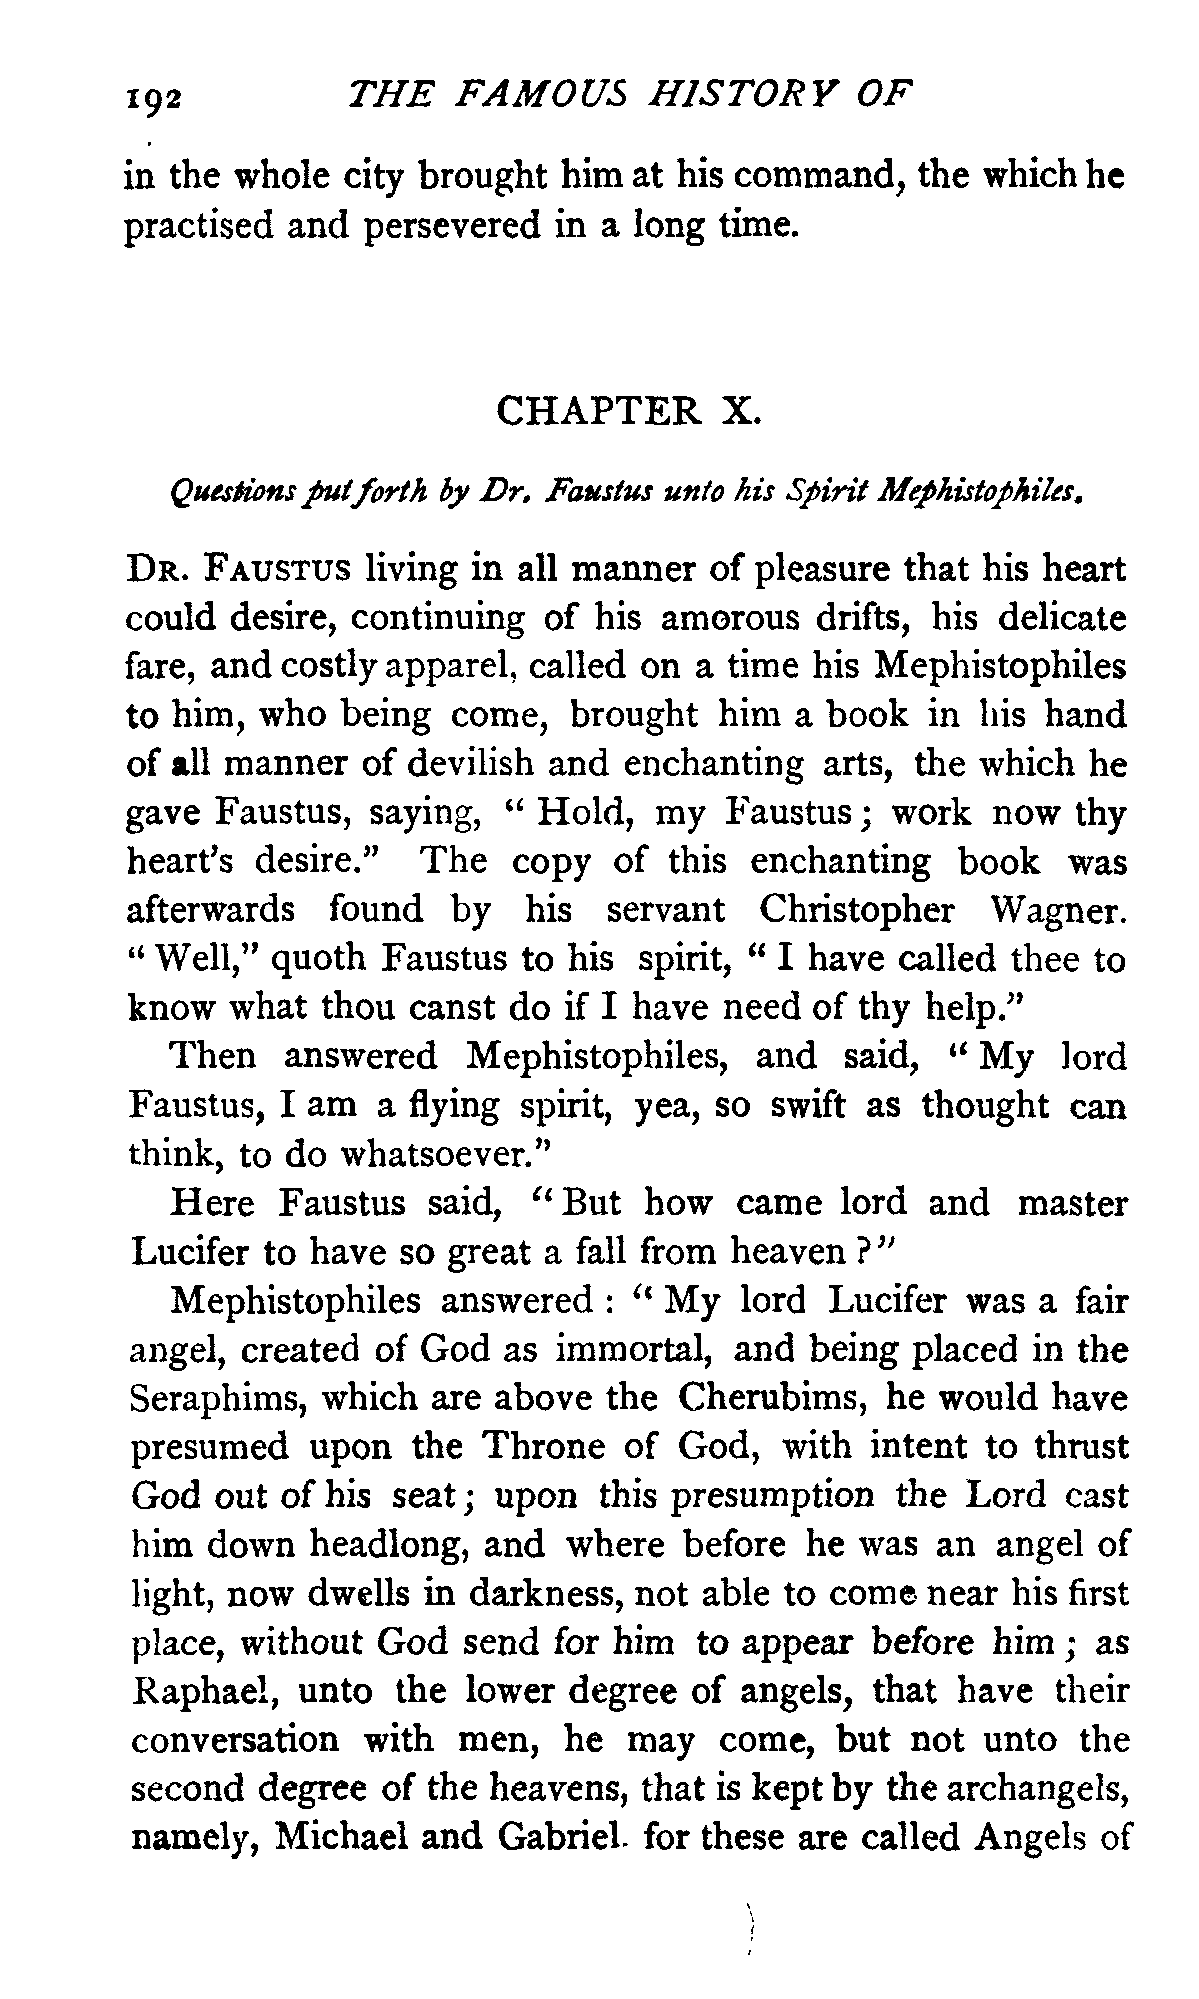 192 THE FAMOUS HISTORY OF
in the whole city brought him at his command, the which he
practised and persevered in a long time.
CHAPTER X.
Questions put forth by Dr. Faustus unto his Spirit Mephistophiles.
DR. FAUSTUS living in all manner of pleasure that his heart
could desire, continuing of his amorous drifts, his delicate
fare, and costly apparel, called on a time his Mephistophiles
to him, who being come, brought him a book in his hand
of all manner of devilish and enchanting arts, the which he
gave Faustus, saying, " Hold, my Faustus ; work now thy
heart's desire." The copy of this enchanting book was
afterwards found by his servant Christopher Wagner.
" Well," quoth Faustus to his spirit, " I have called thee to
know what thou canst do if I have need of thy help."
Then answered Mephistophiles, and said, " My lord
Faustus, I am a flying spirit, yea, so swift as thought can
think, to do whatsoever."
Here Faustus said, " But how came lord and master
Lucifer to have so great a fall from heaven ?"
Mephistophiles answered : " My lord Lucifer was a fair
angel, created of God as immortal, and being placed in the
Seraphims, which are above the Cherubims, he would have
presumed upon the Throne of God, with intent to thrust
God out of his seat ; upon this presumption the Lord cast
him down headlong, and where before he was an angel of
light, now dwells in darkness, not able to come near his first
place, without God send for him to appear before him ; as
Raphael, unto the lower degree of angels, that have their
conversation with men, he may come, but not unto the
second degree of the heavens, that is kept by the archangels,
namely, Michael and Gabriel. for these are called Angels of